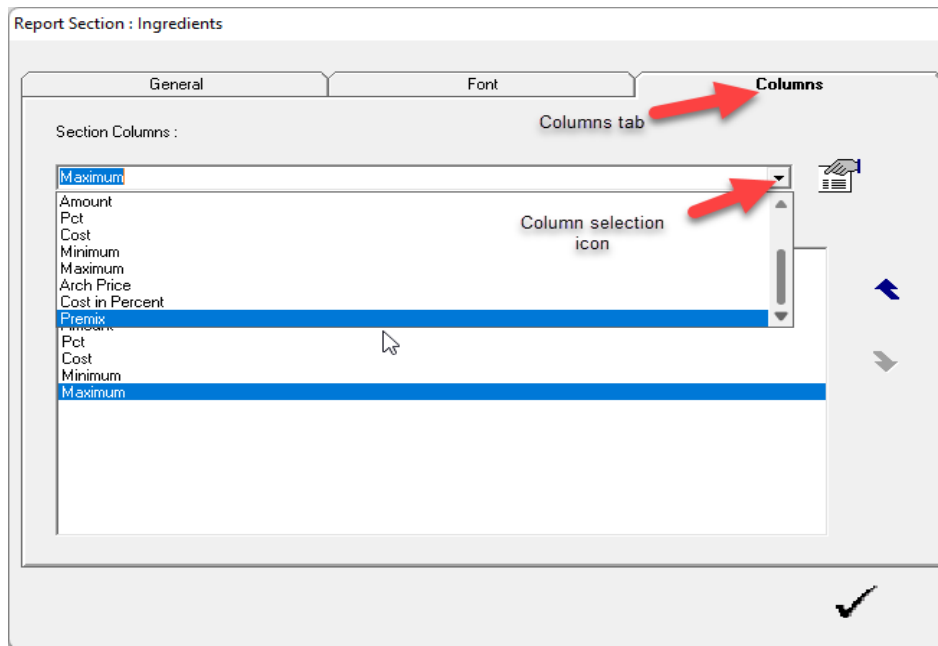 Report Section : Ingredients
General
Font
Columns
Columns tab
Section Columns :
Maximum
Column selection
icon
Amount
Pct
Cost
Minimum
Maximum
Arch Price
Cost in Percent
Premix
Amount
Pct
Cost
Minimum
Maximum